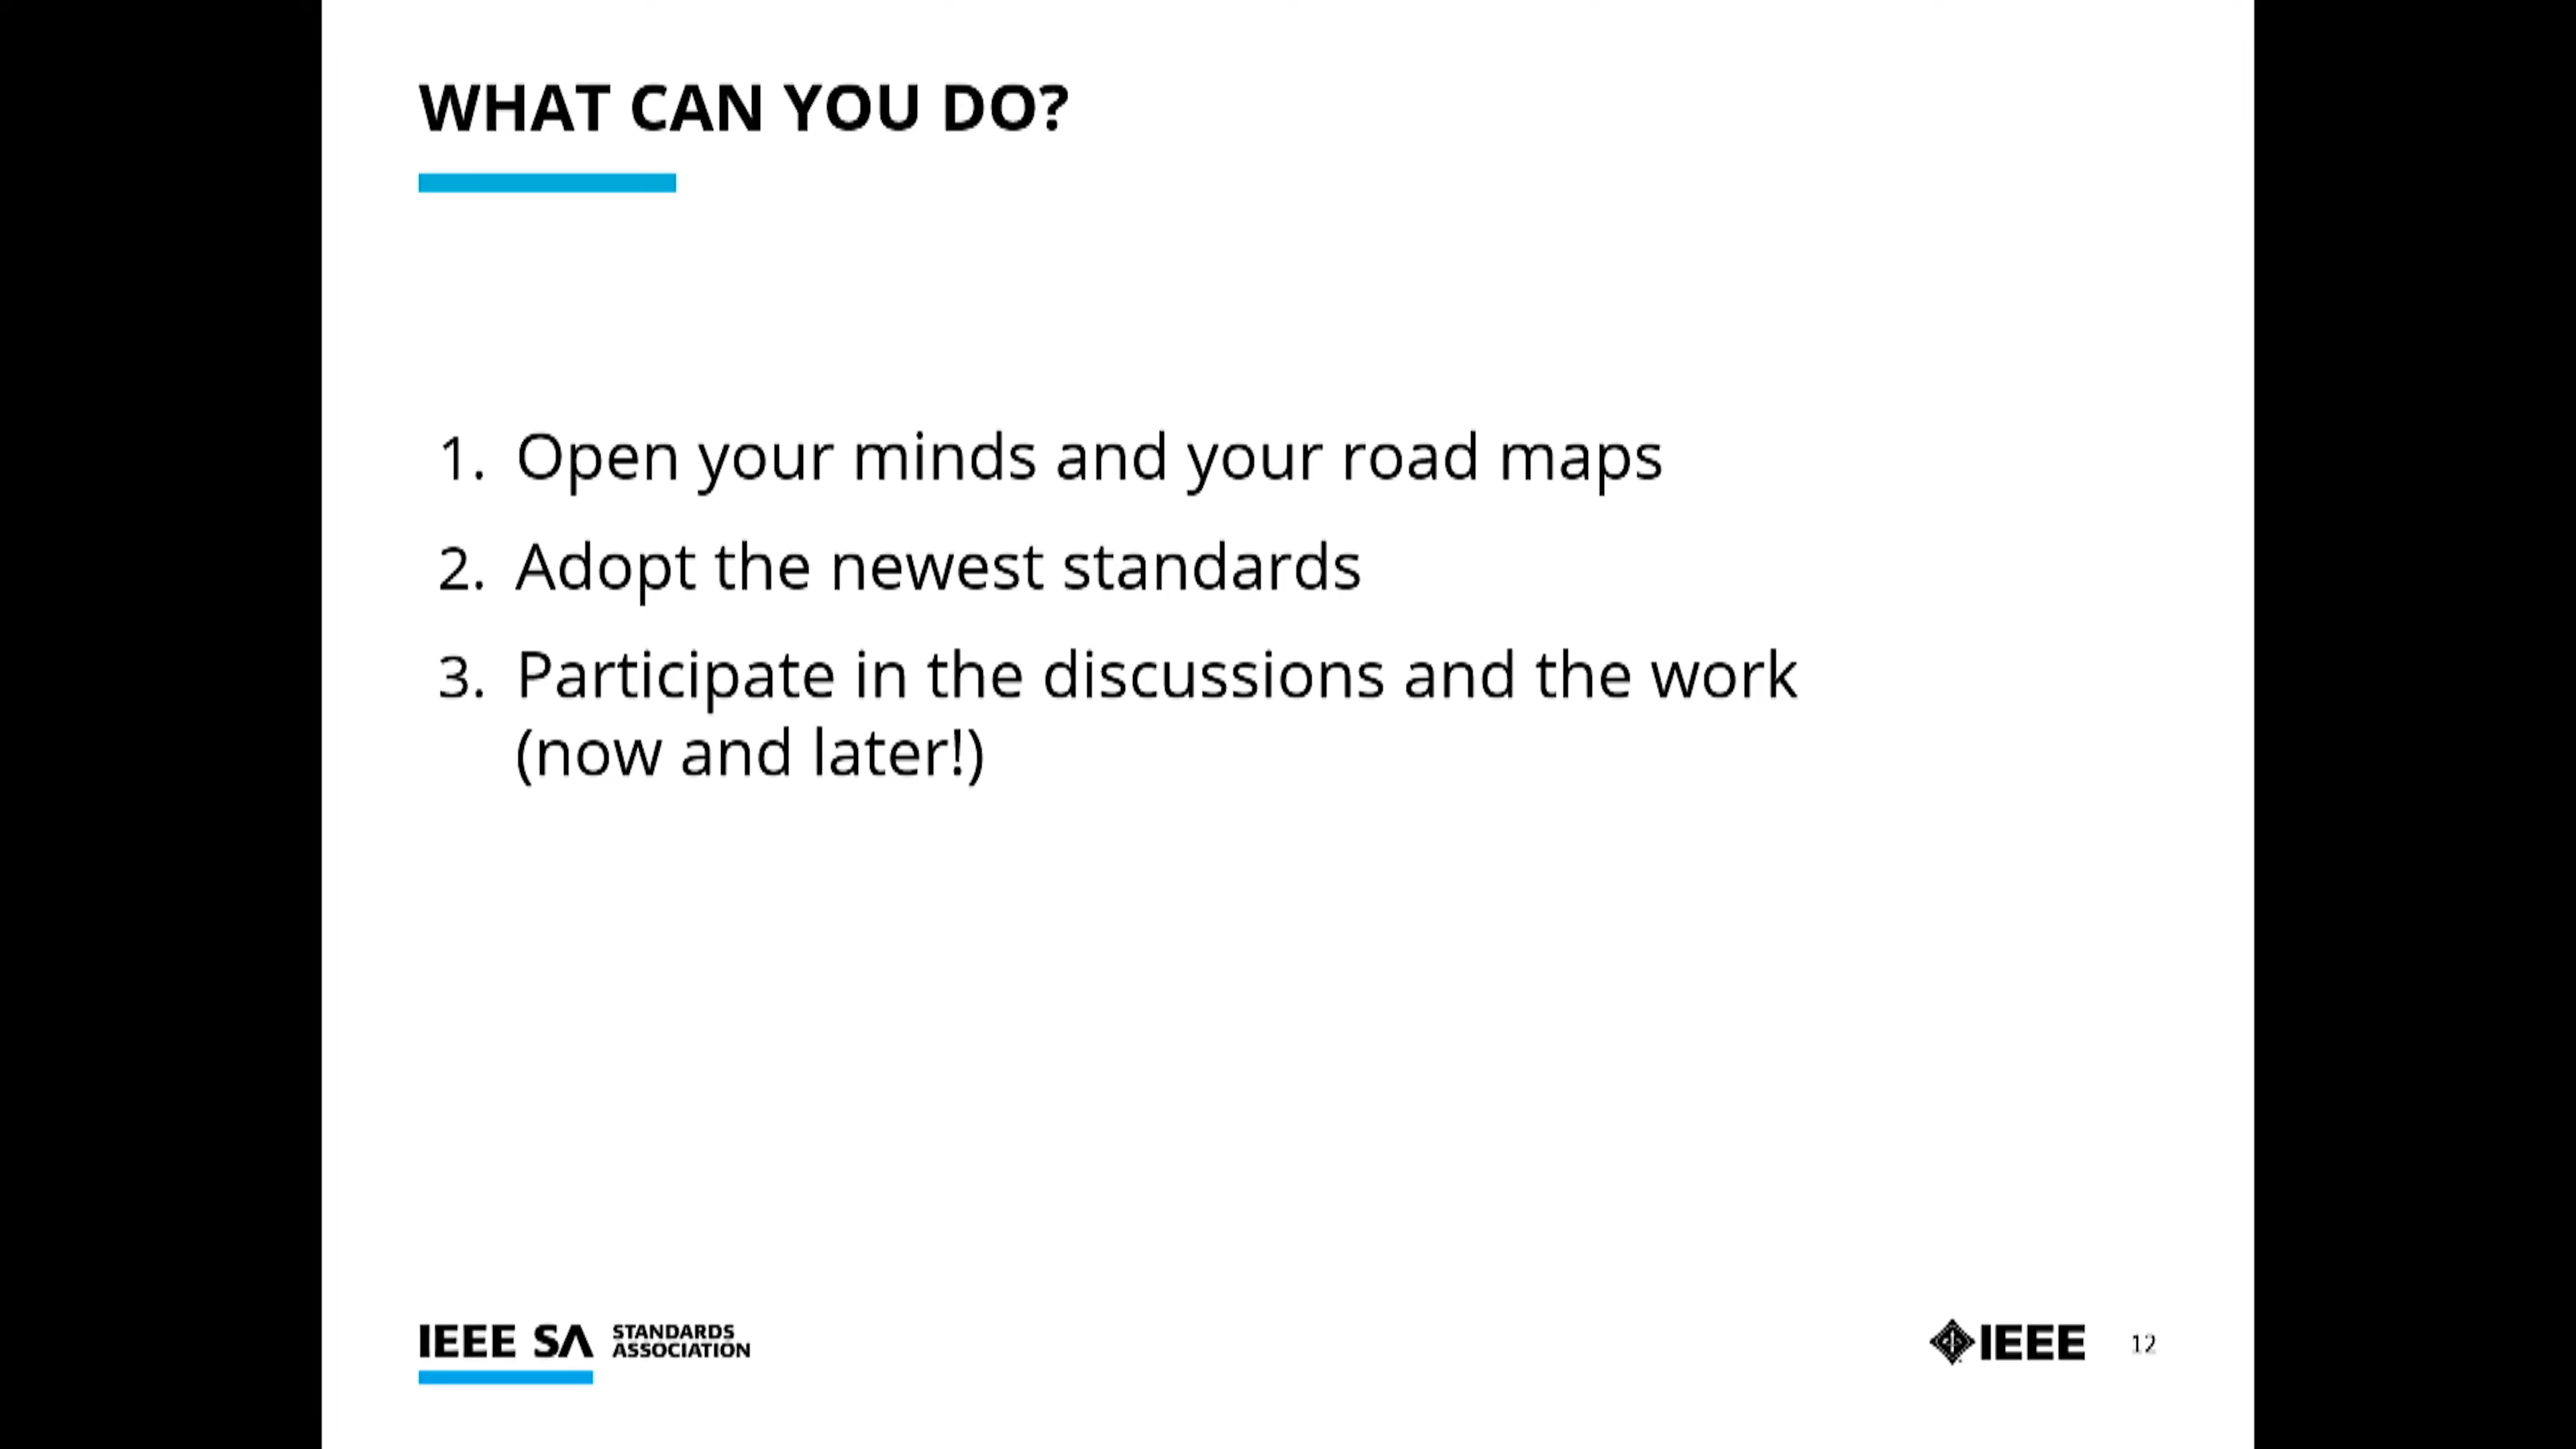 WHAT CAN YOU DO?
1. Open your minds and your road maps
2. Adopt the newest standards
3. Participate in the discussions and the work
(now and later!)
IEEE SA STANDARDS
ASSOCIATION
IEEE 12